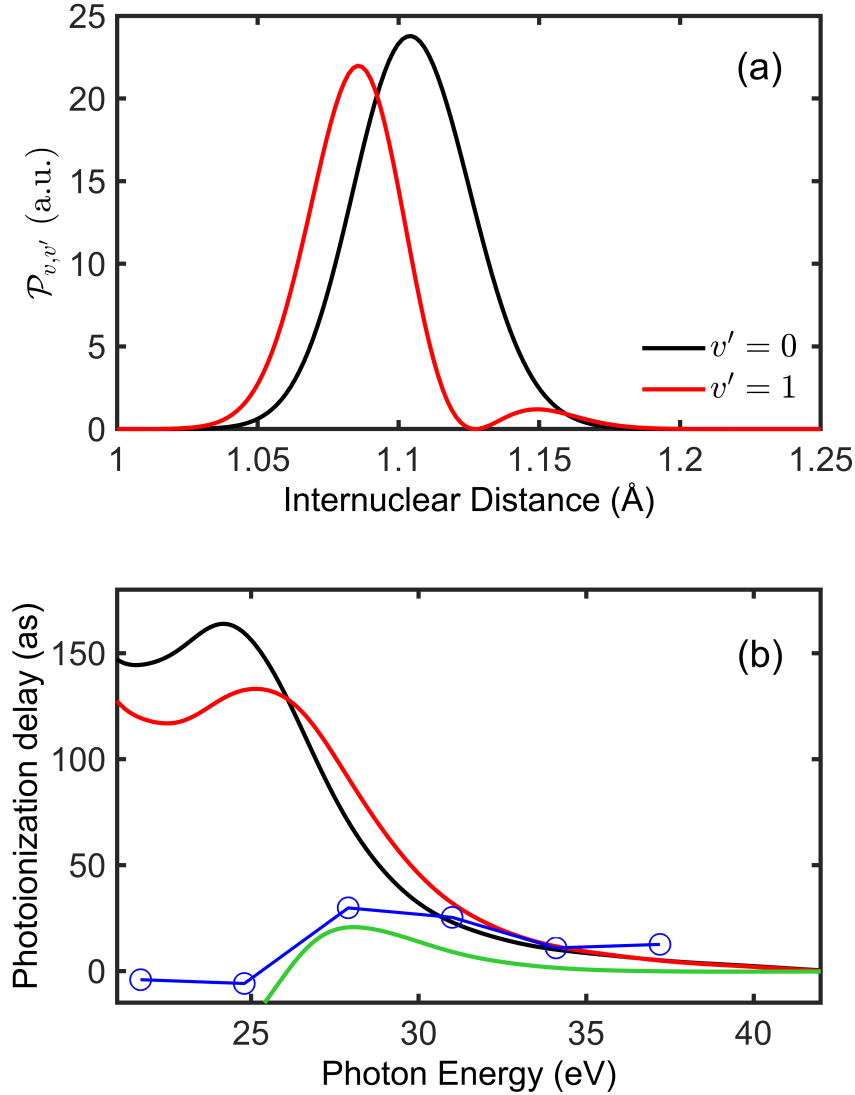 25
20
15
10
5
0
𝒫v,v′ (a.u.)
(a)
v′ = 0
v′ = 1
1 1.05 1.1 1.15 1.2 1.25
Internuclear Distance (Å)
150
100
50
0
Photoionization delay (as)
(b)
25 30 35 40
Photon Energy (eV)